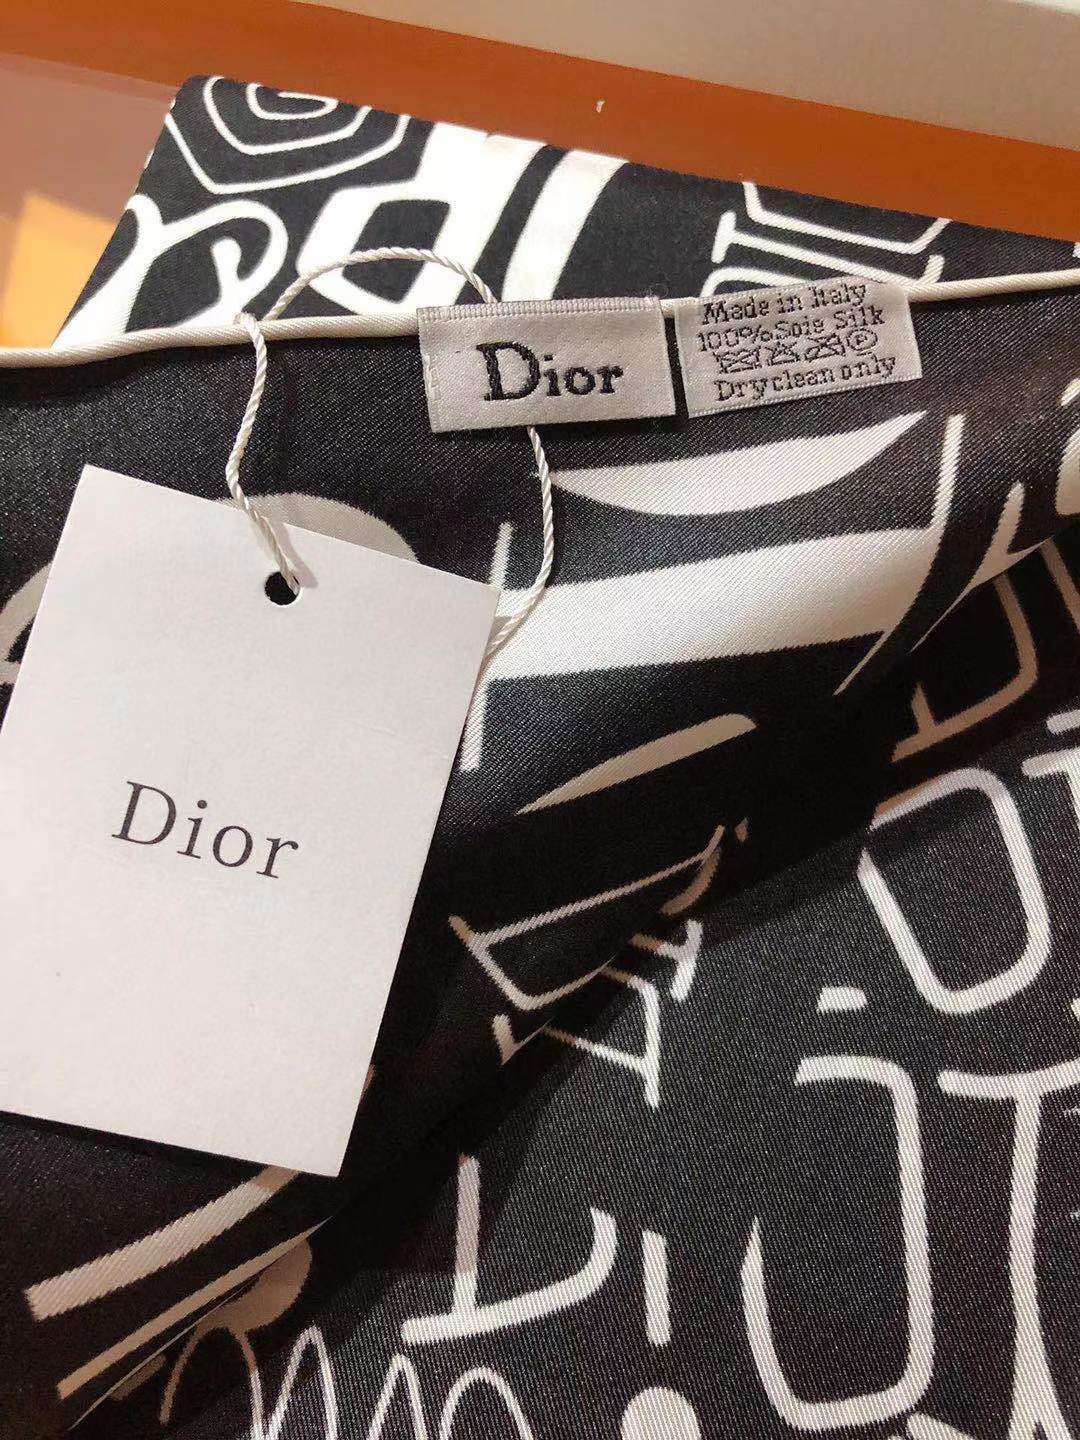 Dior
Made in Italy
100% Soie Silk
P
Dry clean only
Dior